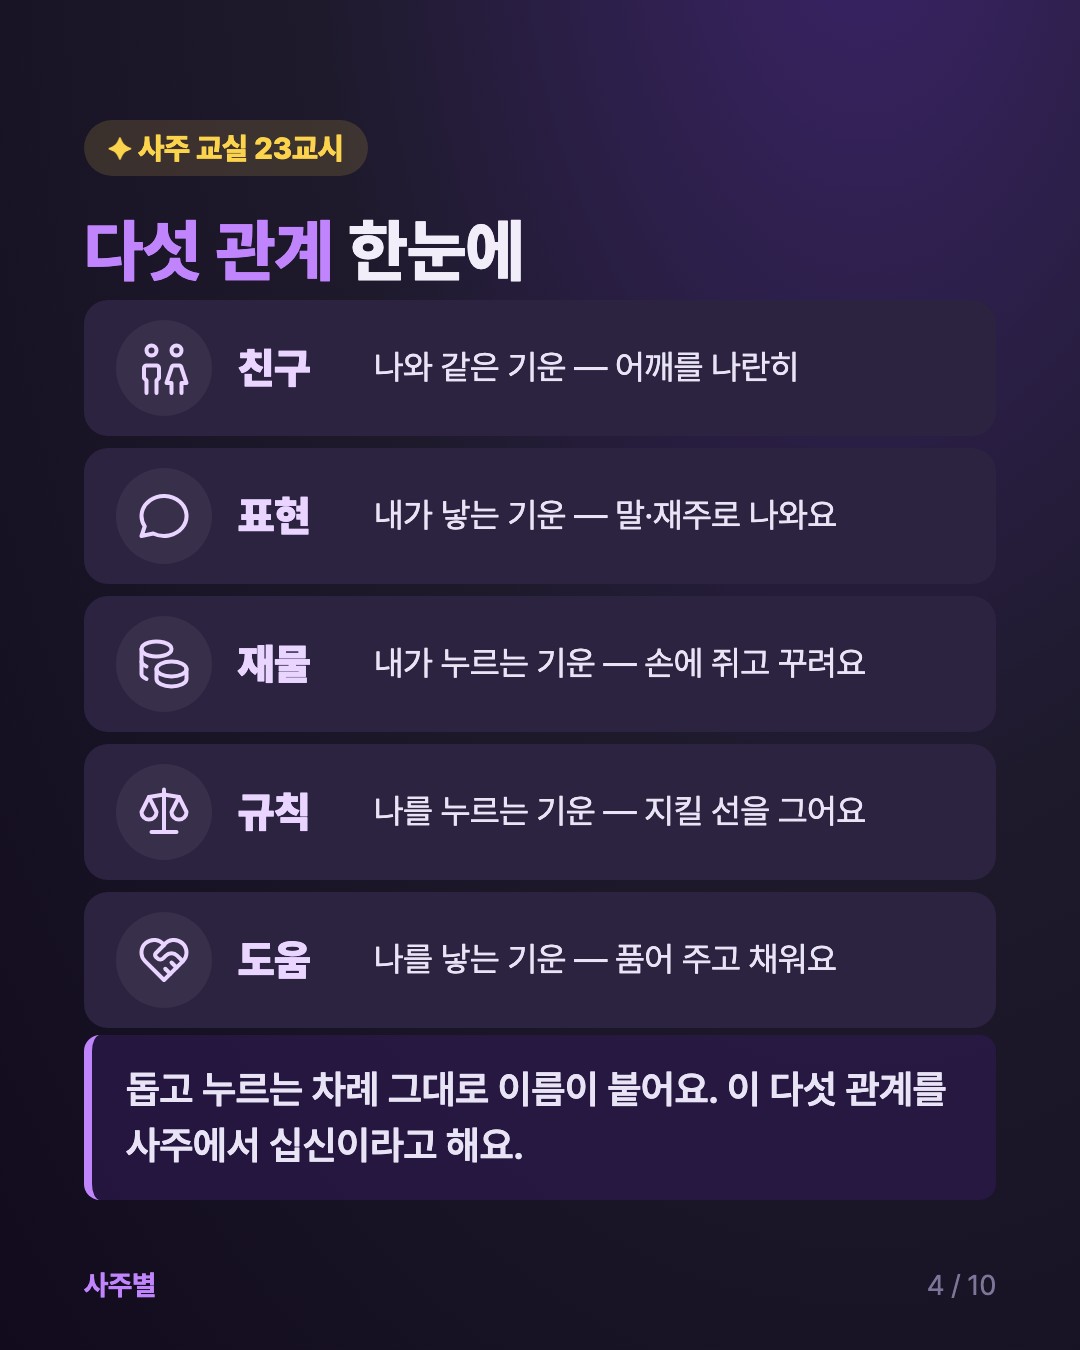 ✦ 사주 교실 23교시
다섯 관계 한눈에
친구 나와 같은 기운 — 어깨를 나란히
표현 내가 낳는 기운 — 말·재주로 나와요
재물 내가 누르는 기운 — 손에 쥐고 꾸려요
규칙 나를 누르는 기운 — 지킬 선을 그어요
도움 나를 낳는 기운 — 품어 주고 채워요
돕고 누르는 차례 그대로 이름이 붙어요. 이 다섯 관계를
사주에서 십신이라고 해요.
사주별
4 / 10